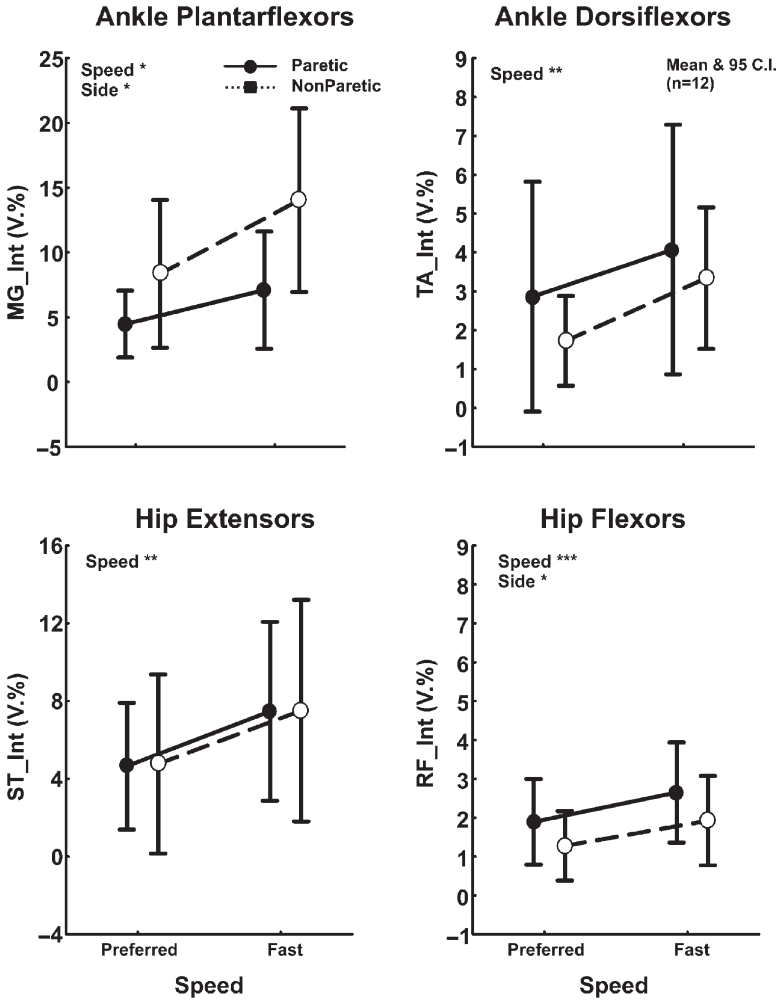 Ankle Plantarflexors
25
20
15
10
5
0
−5
MG_Int (V.%)
Speed *
Side *
Paretic
NonParetic
Ankle Dorsiflexors
9
8
7
6
5
4
3
2
1
0
−1
TA_Int (V.%)
Speed **
Mean & 95 C.I.
(n=12)
Hip Extensors
16
12
8
4
0
−4
ST_Int (V.%)
Speed **
Preferred
Fast
Speed
Hip Flexors
9
8
7
6
5
4
3
2
1
0
−1
RF_Int (V.%)
Speed ***
Side *
Preferred
Fast
Speed